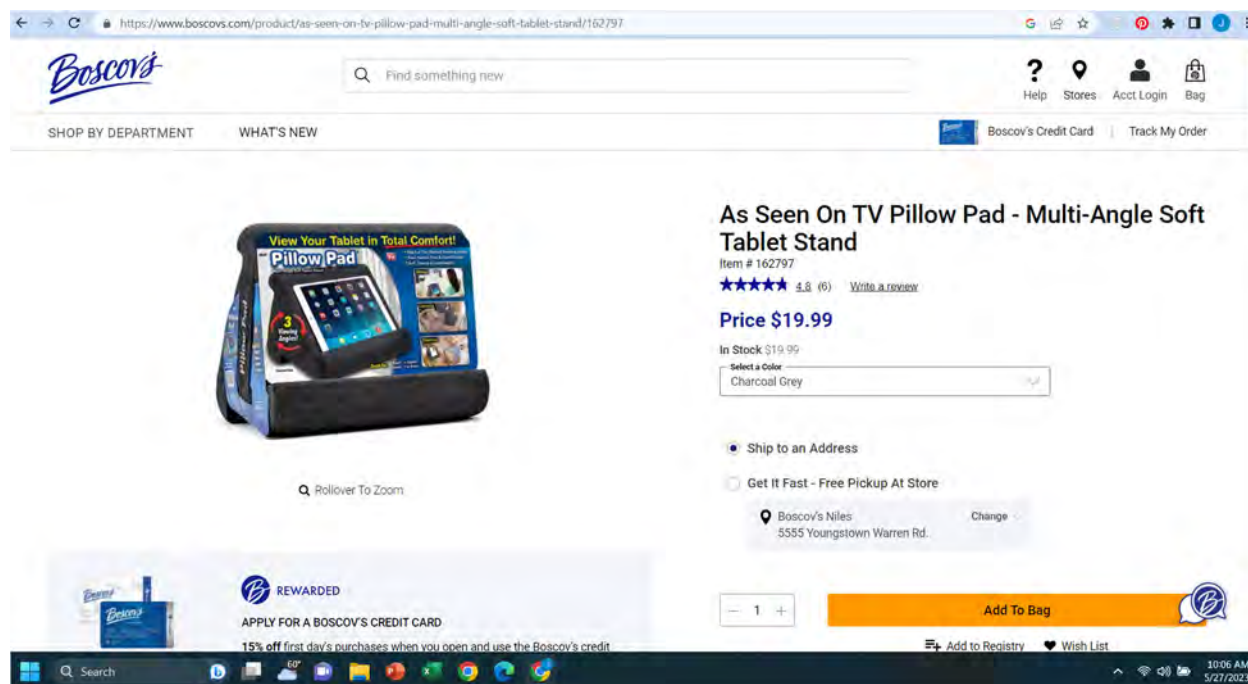 https://www.boscovs.com/product/as-seen-on-tv-pillow-pad-multi-angle-soft-tablet-stand/162797
Boscov's
Find something new
Help
Stores
Acct Login
Bag
SHOP BY DEPARTMENT
WHAT'S NEW
Boscov's Credit Card
Track My Order
View Your Tablet in Total Comfort!
Pillow Pad
3
Viewing
Angles!
Pillow Pad
Rollover To Zoom
As Seen On TV Pillow Pad - Multi-Angle Soft
Tablet Stand
Item # 162797
4.8 (6) Write a review
Price $19.99
In Stock $19.99
Select a Color
Charcoal Grey
Ship to an Address
Get It Fast - Free Pickup At Store
Boscov's Niles
Change
5555 Youngstown Warren Rd.
- 1 +
Add To Bag
Add to Registry
Wish List
Boscov's
B REWARDED
APPLY FOR A BOSCOV'S CREDIT CARD
15% off first day's purchases when you open and use the Boscov's credit
Search
60°
10:06 AM
5/27/2023